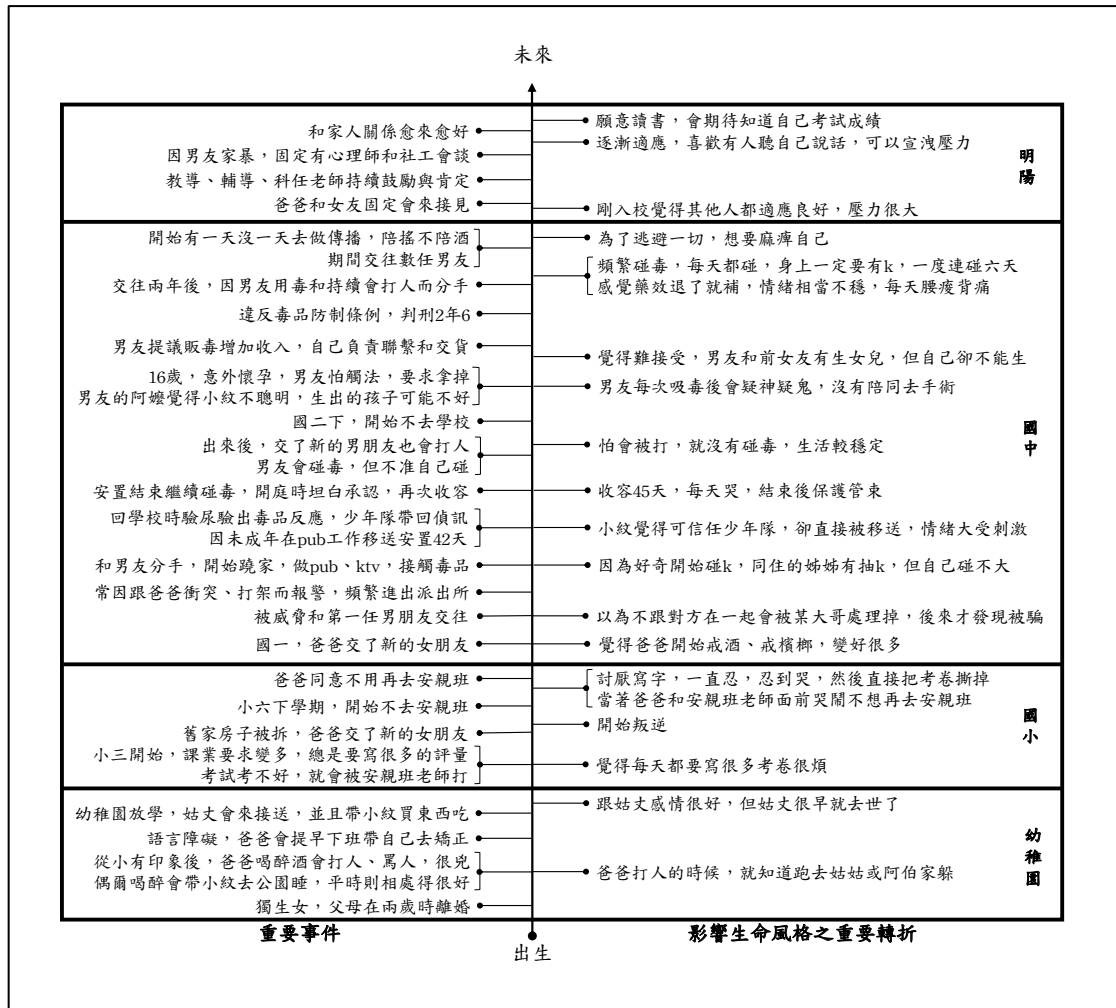 未來
和家人關係愈來愈好
因男友家暴，固定有心理師和社工會談
教導、輔導、科任老師持續鼓勵與肯定
爸爸和女友固定會來接見
願意讀書，會期待知道自己考試成績
逐漸適應，喜歡有人聽自己說話，可以宣洩壓力
剛入校覺得其他人都適應良好，壓力很大
明陽
開始有一天沒一天去做傳播，陪搖不陪酒
期間交往數任男友
交往兩年後，因男友用毒和持續會打人而分手
違反毒品防制條例，判刑2年6
男友提議販毒增加收入，自己負責聯繫和交貨
16歲，意外懷孕，男友怕觸法，要求拿掉
男友的阿嬤覺得小紋不聰明，生出的孩子可能不好
國二下，開始不去學校
出來後，交了新的男朋友也會打人
男友會碰毒，但不准自己碰
安置結束繼續碰毒，開庭時坦白承認，再次收容
回學校時驗尿驗出毒品反應，少年隊帶回偵訊
因未成年在pub工作移送安置42天
和男友分手，開始蹺家，做pub、ktv，接觸毒品
常因跟爸爸衝突、打架而報警，頻繁進出派出所
被威脅和第一任男朋友交往
國一，爸爸交了新的女朋友
為了逃避一切，想要麻痺自己
頻繁碰毒，每天都碰，身上一定要有k，一度連碰六天
感覺藥效退了就補，情緒相當不穩，每天腰痠背痛
覺得難接受，男友和前女友有生女兒，但自己卻不能生
男友每次吸毒後會疑神疑鬼，沒有陪同去手術
怕會被打，就沒有碰毒，生活較穩定
收容45天，每天哭，結束後保護管束
小紋覺得可信任少年隊，卻直接被移送，情緒大受刺激
因為好奇開始碰k，同住的姊姊有抽k，但自己碰不大
以為不跟對方在一起會被某大哥處理掉，後來才發現被騙
覺得爸爸開始戒酒、戒檳榔，變好很多
國中
爸爸同意不用再去安親班
小六下學期，開始不去安親班
舊家房子被拆，爸爸交了新的女朋友
小三開始，課業要求變多，總是要寫很多的評量
考試考不好，就會被安親班老師打
討厭寫字，一直忍，忍到哭，然後直接把考卷撕掉
當著爸爸和安親班老師面前哭鬧不想再去安親班
開始叛逆
覺得每天都要寫很多考卷很煩
國小
幼稚園放學，姑丈會來接送，並且帶小紋買東西吃
語言障礙，爸爸會提早下班帶自己去矯正
從小有印象後，爸爸喝醉酒會打人、罵人，很兇
偶爾喝醉會帶小紋去公園睡，平時則相處得很好
獨生女，父母在兩歲時離婚
跟姑丈感情很好，但姑丈很早就去世了
爸爸打人的時候，就知道跑去姑姑或阿伯家躲
幼稚園
重要事件
影響生命風格之重要轉折
出生